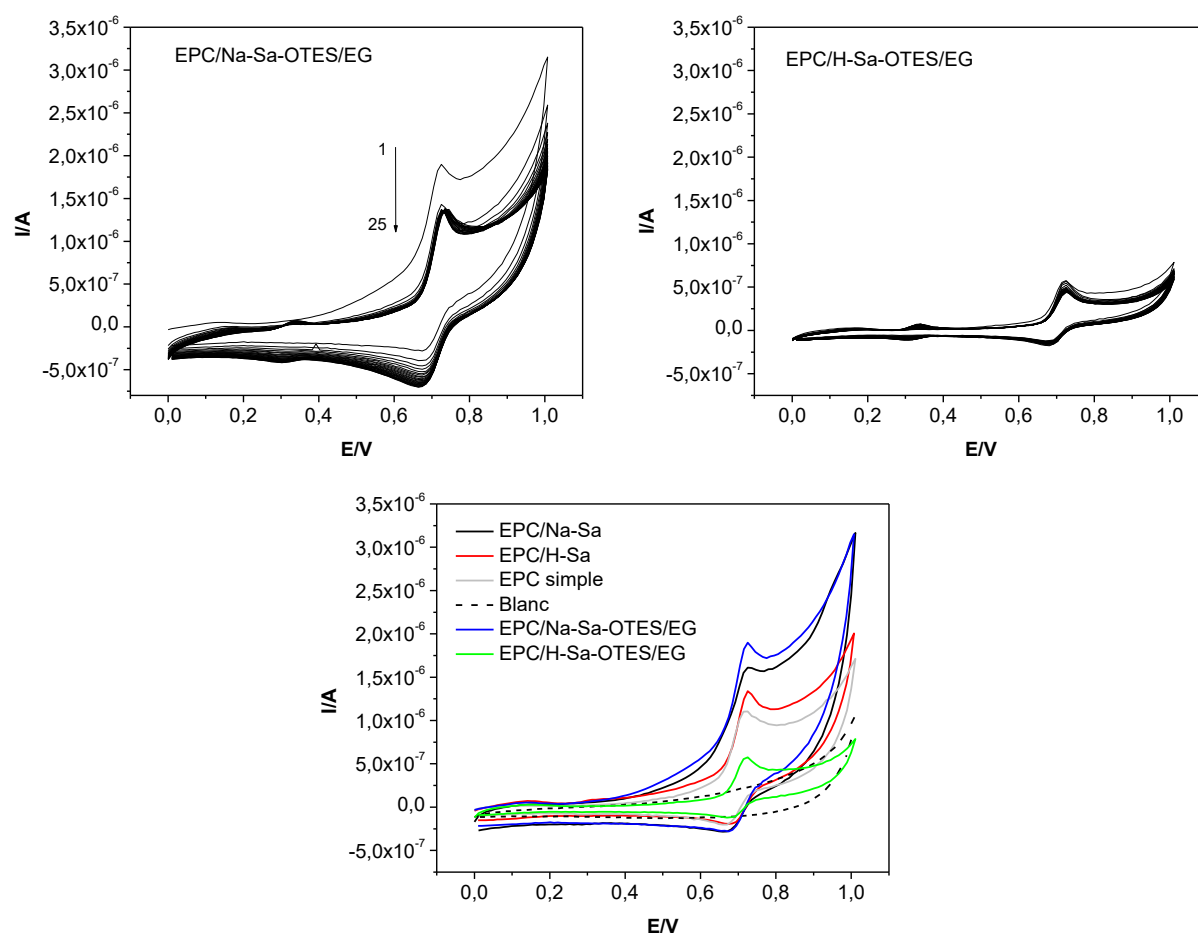 EPC/Na-Sa-OTES/EG
3,5x10⁻⁶
3,0x10⁻⁶
2,5x10⁻⁶
2,0x10⁻⁶
1,5x10⁻⁶
1,0x10⁻⁶
5,0x10⁻⁷
0,0
-5,0x10⁻⁷
I/A
1
25
0,0 0,2 0,4 0,6 0,8 1,0
E/V
EPC/H-Sa-OTES/EG
3,5x10⁻⁶
3,0x10⁻⁶
2,5x10⁻⁶
2,0x10⁻⁶
1,5x10⁻⁶
1,0x10⁻⁶
5,0x10⁻⁷
0,0
-5,0x10⁻⁷
I/A
0,0 0,2 0,4 0,6 0,8 1,0
E/V
3,5x10⁻⁶
3,0x10⁻⁶
2,5x10⁻⁶
2,0x10⁻⁶
1,5x10⁻⁶
1,0x10⁻⁶
5,0x10⁻⁷
0,0
-5,0x10⁻⁷
I/A
EPC/Na-Sa
EPC/H-Sa
EPC simple
Blanc
EPC/Na-Sa-OTES/EG
EPC/H-Sa-OTES/EG
0,0 0,2 0,4 0,6 0,8 1,0
E/V